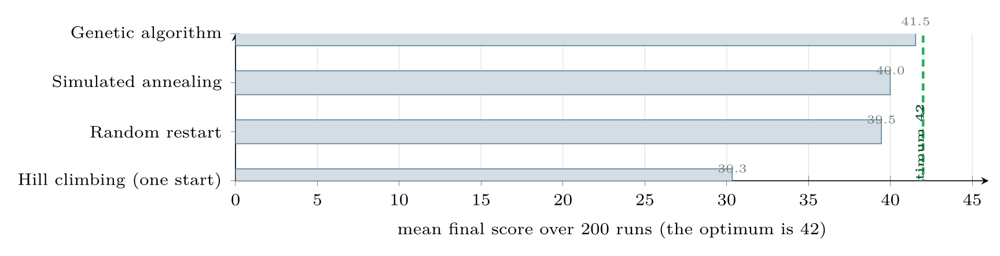 41.5
Genetic algorithm
Simulated annealing
40.0
Random restart
39.5
timum 42
Hill climbing (one start)
30.3
0 5 10 15 20 25 30 35 40 45
mean final score over 200 runs (the optimum is 42)